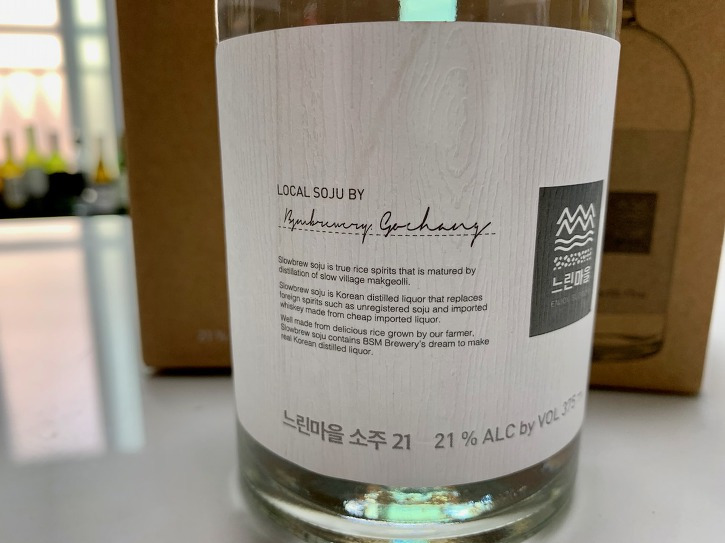 LOCAL SOJU BY
Bsmbrewery. Gochang
Slowbrew soju is true rice spirits that is matured by
distillation of slow village makgeolli.
Slowbrew soju is Korean distilled liquor that replaces
foreign spirits such as unregistered soju and imported
whiskey made from cheap imported liquor.
Well made from delicious rice grown by our farmer,
Slowbrew soju contains BSM Brewery's dream to make
real Korean distilled liquor.
느린마을
느린마을 소주 21
21 % ALC by VOL 375